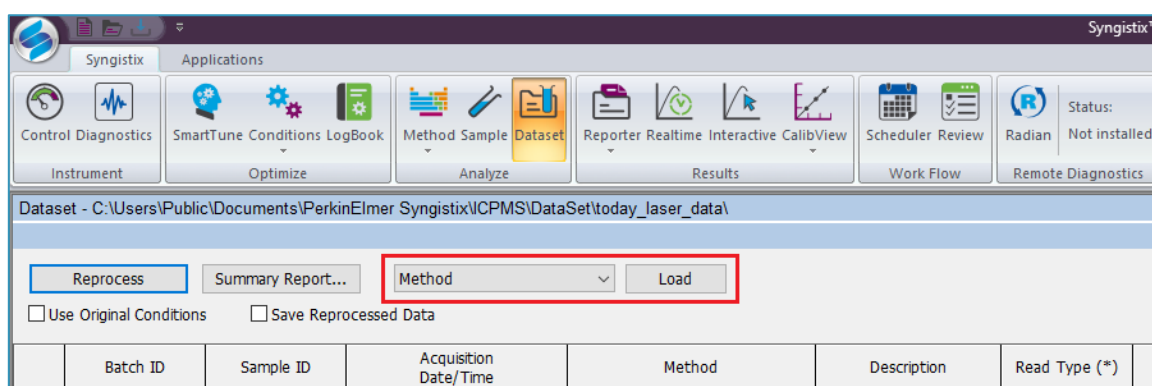 Syngistix™
Syngistix Applications
Control Diagnostics SmartTune Conditions LogBook Method Sample Dataset Reporter Realtime Interactive CalibView Scheduler Review Radian Status: Not installed
Instrument Optimize Analyze Results Work Flow Remote Diagnostics
Dataset - C:\Users\Public\Documents\PerkinElmer Syngistix\ICPMS\DataSet\today_laser_data\
Reprocess Summary Report... Method Load
Use Original Conditions Save Reprocessed Data
Batch ID Sample ID Acquisition Date/Time Method Description Read Type (*)